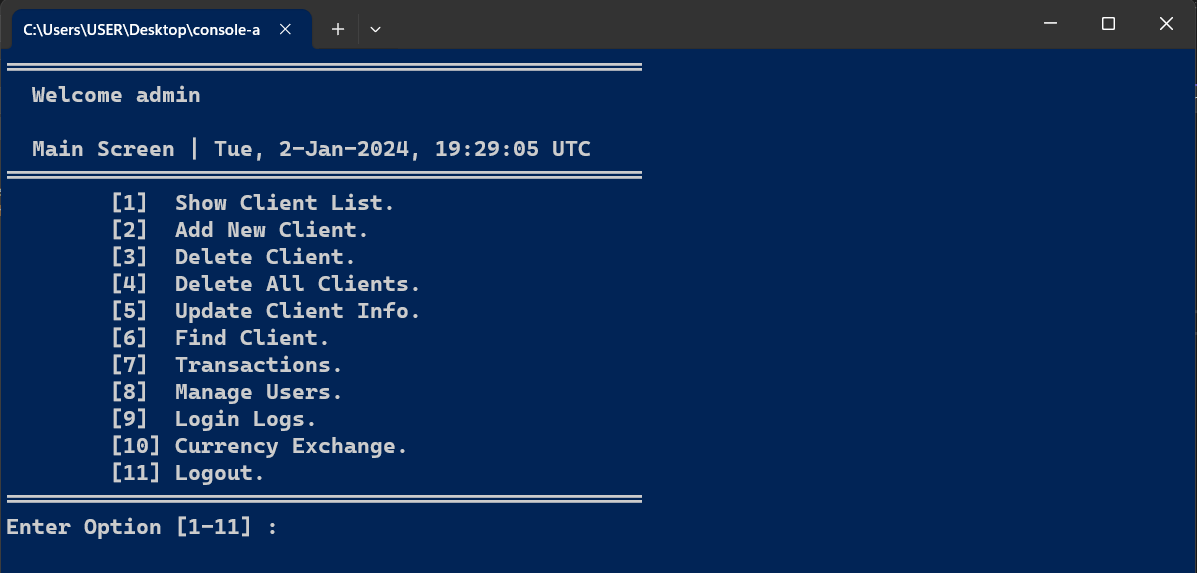 C:\Users\USER\Desktop\console-a
Welcome admin
Main Screen | Tue, 2-Jan-2024, 19:29:05 UTC
[1] Show Client List.
[2] Add New Client.
[3] Delete Client.
[4] Delete All Clients.
[5] Update Client Info.
[6] Find Client.
[7] Transactions.
[8] Manage Users.
[9] Login Logs.
[10] Currency Exchange.
[11] Logout.
Enter Option [1-11] :